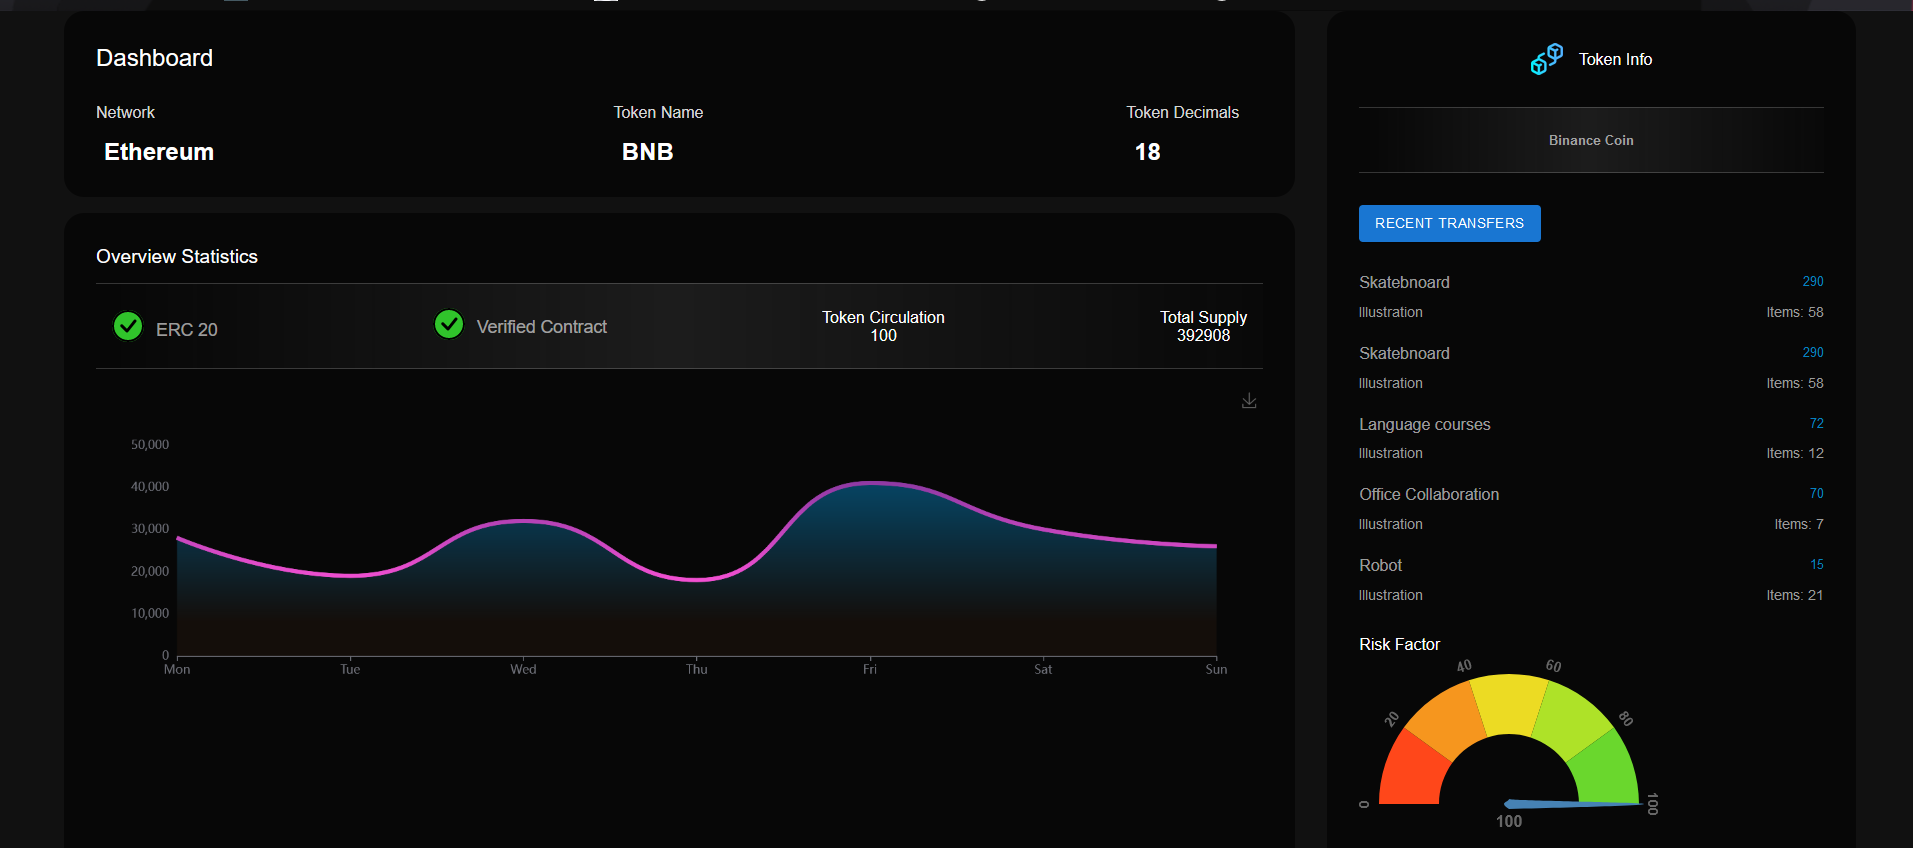 Dashboard
Network
Ethereum
Token Name
BNB
Token Decimals
18
Overview Statistics
ERC 20
Verified Contract
Token Circulation
100
Total Supply
392908
50,000
40,000
30,000
20,000
10,000
0
Mon Tue Wed Thu Fri Sat Sun
Token Info
Binance Coin
RECENT TRANSFERS
Skatebnoard 290
Illustration Items: 58
Skatebnoard 290
Illustration Items: 58
Language courses 72
Illustration Items: 12
Office Collaboration 70
Illustration Items: 7
Robot 15
Illustration Items: 21
Risk Factor
0
20
40
60
80
100
100